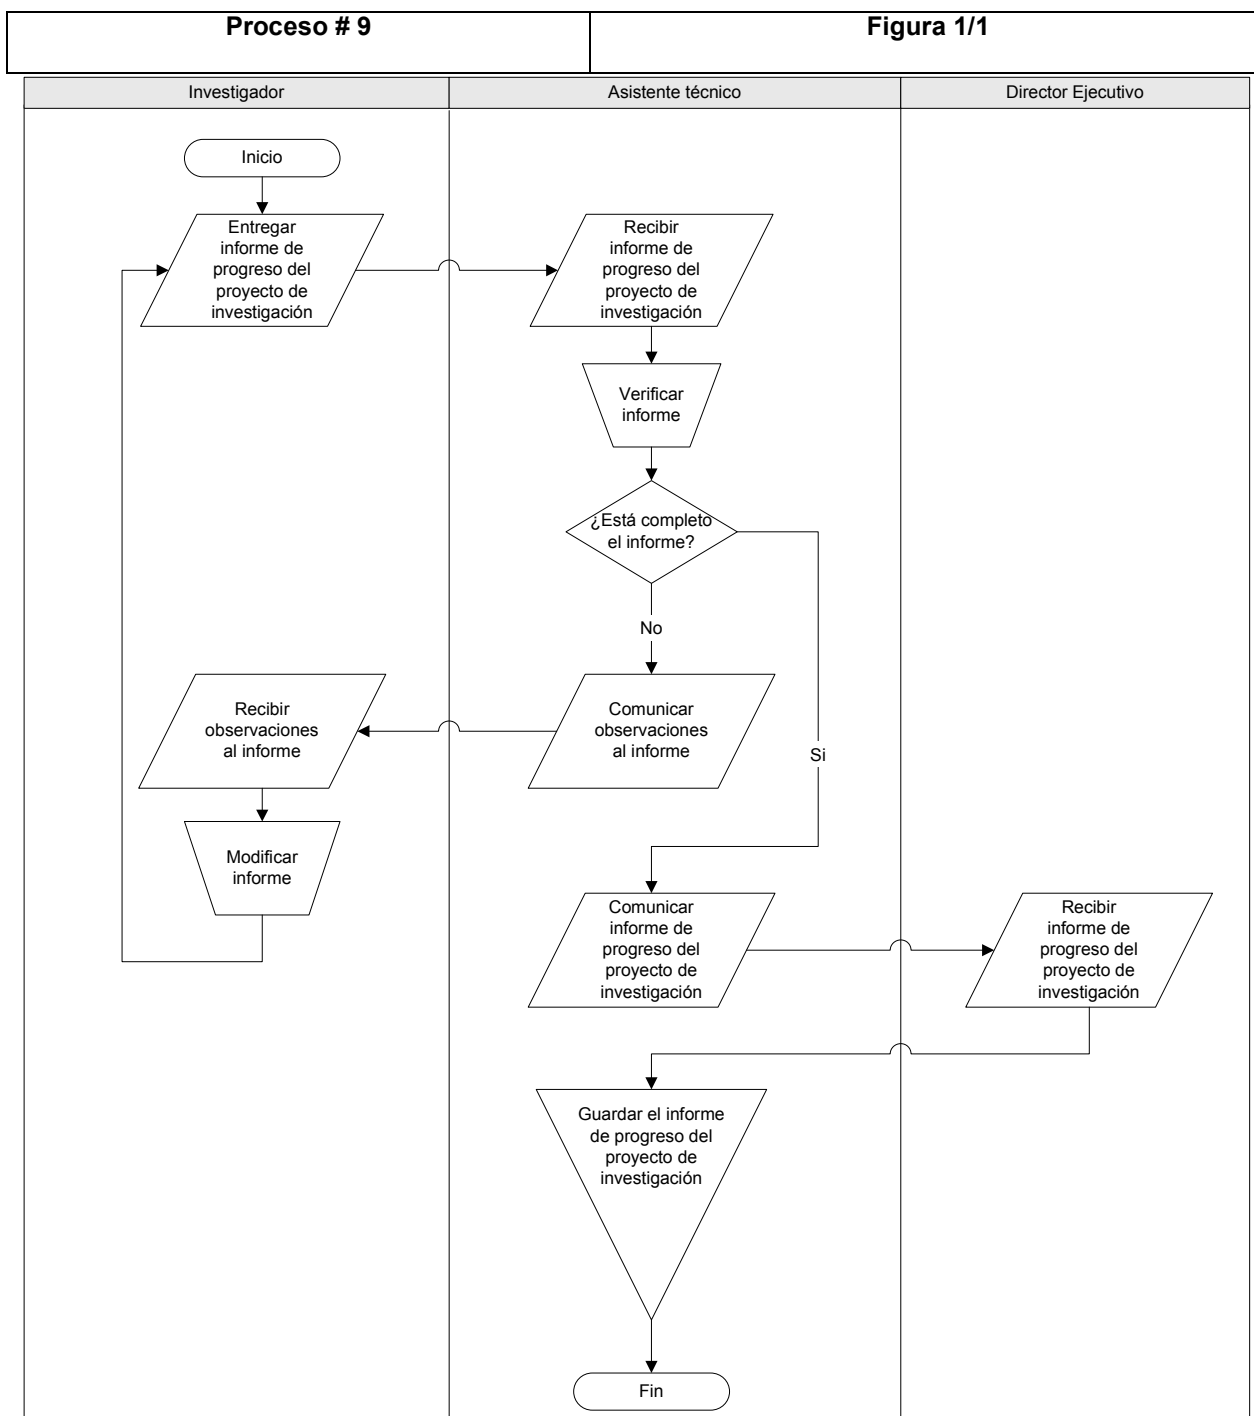 Proceso # 9
Figura 1/1
Investigador
Asistente técnico
Director Ejecutivo
Inicio
Entregar
informe de
progreso del
proyecto de
investigación
Recibir
informe de
progreso del
proyecto de
investigación
Verificar
informe
¿Está completo
el informe?
No
Si
Comunicar
observaciones
al informe
Recibir
observaciones
al informe
Modificar
informe
Comunicar
informe de
progreso del
proyecto de
investigación
Recibir
informe de
progreso del
proyecto de
investigación
Guardar el informe
de progreso del
proyecto de
investigación
Fin